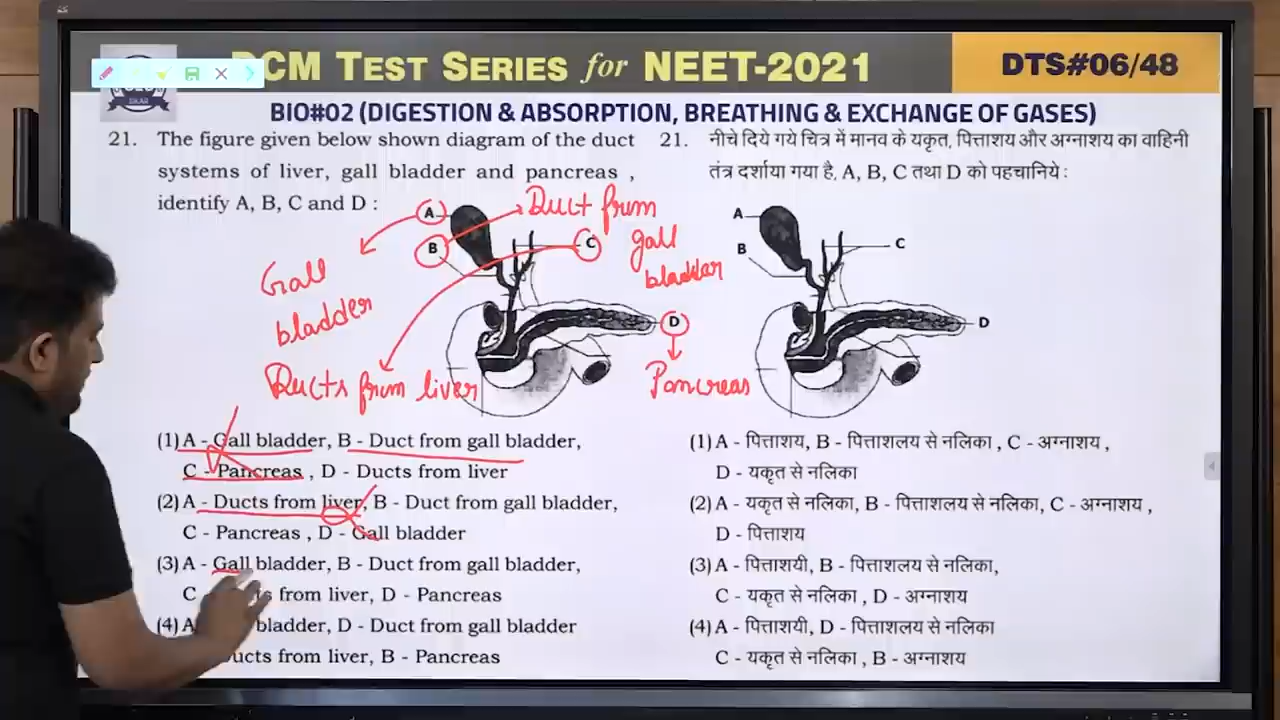 DCM TEST SERIES for NEET-2021
DTS#06/48
BIO#02 (DIGESTION & ABSORPTION, BREATHING & EXCHANGE OF GASES)
21. The figure given below shown diagram of the duct
systems of liver, gall bladder and pancreas ,
identify A, B, C and D :
A
B
C
D
Duct from
gall
bladder
Gall
bladder
Ducts from liver
Pancreas
(1) A - Gall bladder, B - Duct from gall bladder,
C - Pancreas , D - Ducts from liver
(2) A - Ducts from liver, B - Duct from gall bladder,
C - Pancreas , D - Gall bladder
(3) A - Gall bladder, B - Duct from gall bladder,
C from liver, D - Pancreas
(4) A bladder, D - Duct from gall bladder
ucts from liver, B - Pancreas
21. नीचे दिये गये चित्र में मानव के यकृत, पित्ताशय और अग्नाशय का वाहिनी
तंत्र दर्शाया गया है, A, B, C तथा D को पहचानिये :
A
B
C
D
(1) A - पित्ताशय, B - पित्ताशलय से नलिका , C - अग्नाशय ,
D - यकृत से नलिका
(2) A - यकृत से नलिका, B - पित्ताशलय से नलिका, C - अग्नाशय ,
D - पित्ताशय
(3) A - पित्ताशयी, B - पित्ताशलय से नलिका,
C - यकृत से नलिका , D - अग्नाशय
(4) A - पित्ताशयी, D - पित्ताशलय से नलिका
C - यकृत से नलिका , B - अग्नाशय